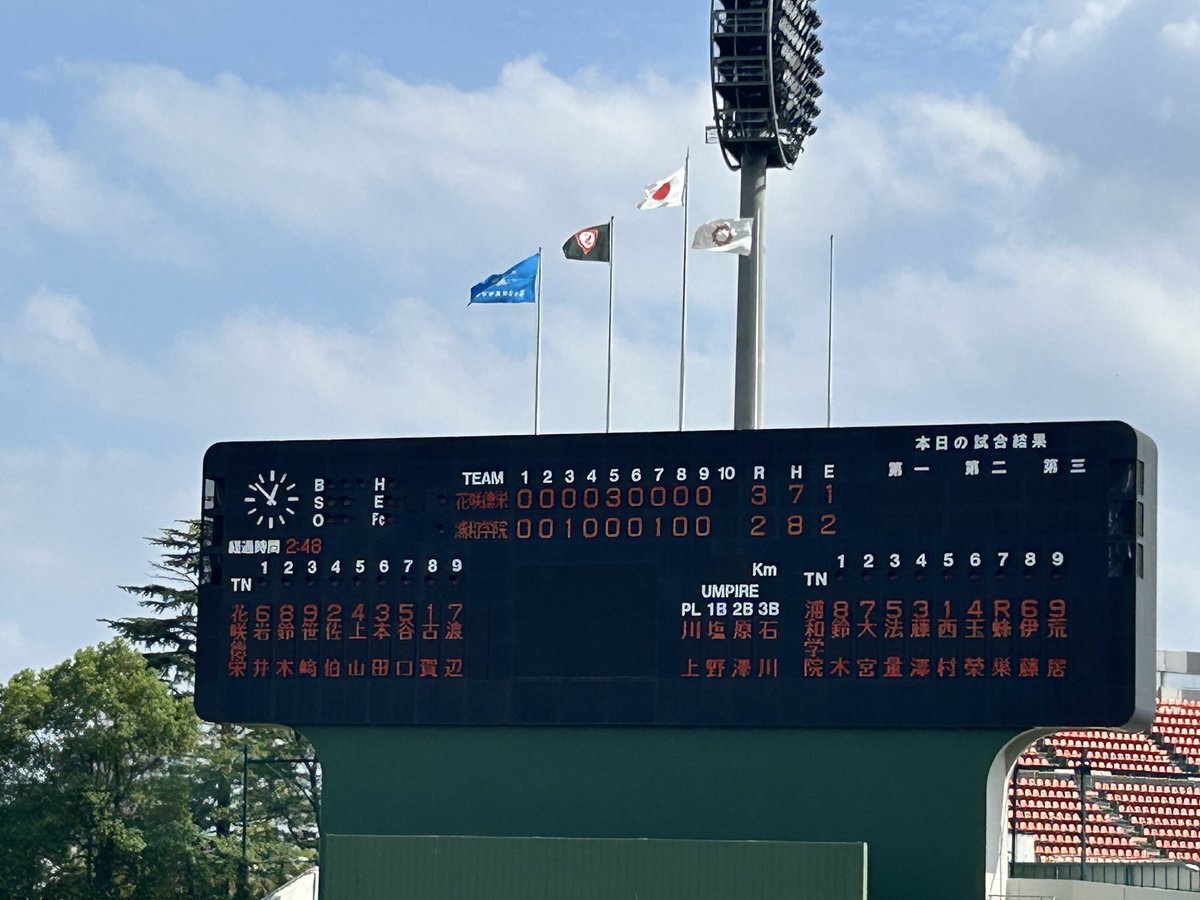 本日の試合結果
第一 第二 第三
B H
S E
O Fc
TEAM 1 2 3 4 5 6 7 8 9 10 R H E
花咲徳栄 0 0 0 0 3 0 0 0 0 3 7 1
浦和学院 0 0 1 0 0 0 1 0 0 2 8 2
経過時間 2:48
TN 1 2 3 4 5 6 7 8 9
花咲徳栄
6 8 9 2 4 3 5 1 7
岩井 鈴木 笹崎 佐伯 上山 本田 谷口 古賀 渡辺
Km
UMPIRE
PL 1B 2B 3B
川上 塩野 原澤 石川
TN 1 2 3 4 5 6 7 8 9
浦和学院
8 7 5 3 1 4 R 6 9
鈴木 大宮 法量 藤澤 西村 玉榮 蜂巣 伊藤 荒居